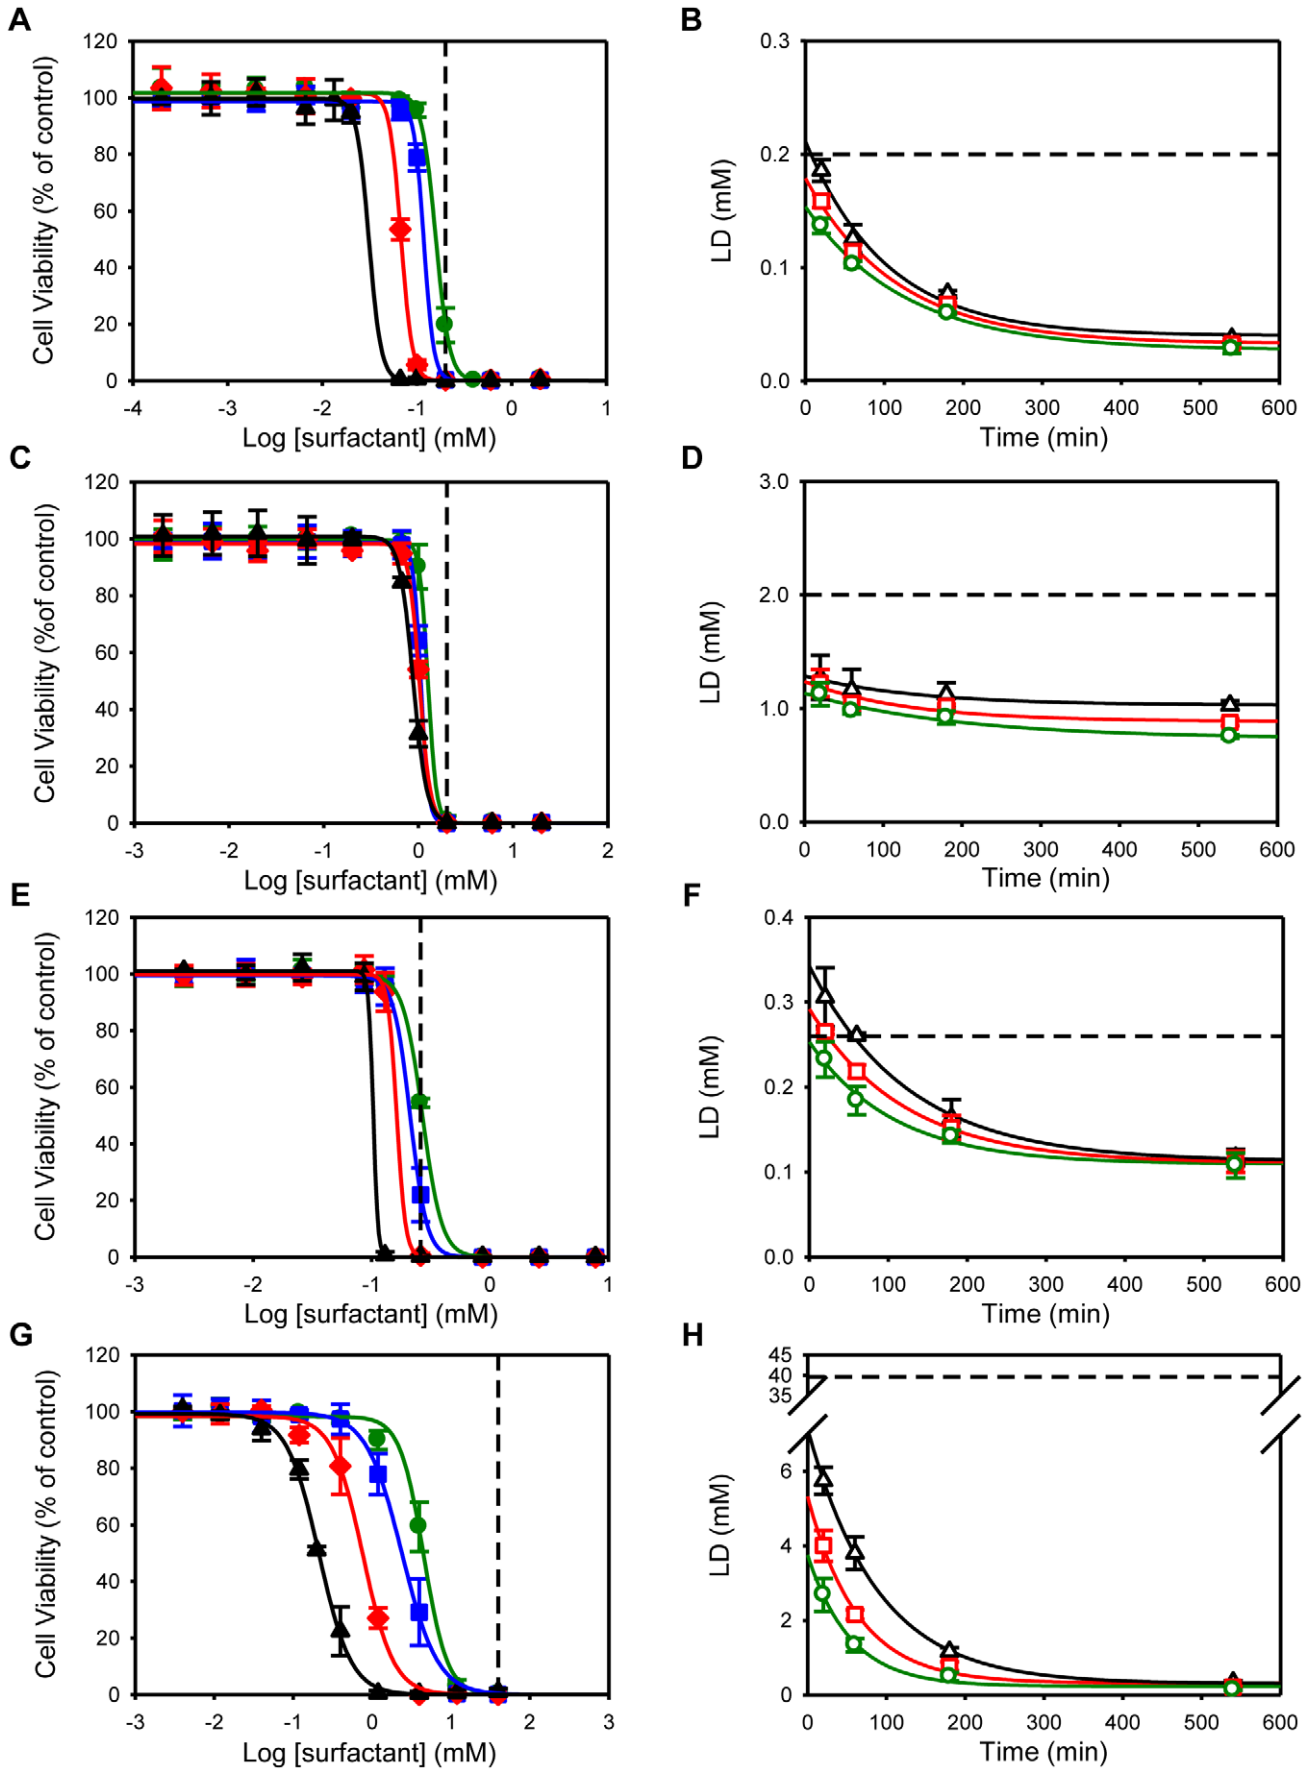 A
120
100
80
60
40
20
0
Cell Viability (% of control)
-4 -3 -2 -1 0 1
Log [surfactant] (mM)
B
0.3
0.2
0.1
0.0
LD (mM)
0 100 200 300 400 500 600
Time (min)
C
120
100
80
60
40
20
0
Cell Viability (%of control)
-3 -2 -1 0 1 2
Log [surfactant] (mM)
D
3.0
2.0
1.0
0.0
LD (mM)
0 100 200 300 400 500 600
Time (min)
E
120
100
80
60
40
20
0
Cell Viability (% of control)
-3 -2 -1 0 1
Log [surfactant] (mM)
F
0.4
0.3
0.2
0.1
0.0
LD (mM)
0 100 200 300 400 500 600
Time (min)
G
120
100
80
60
40
20
0
Cell Viability (% of control)
-3 -2 -1 0 1 2 3
Log [surfactant] (mM)
H
45
40
35
6
4
2
0
LD (mM)
0 100 200 300 400 500 600
Time (min)